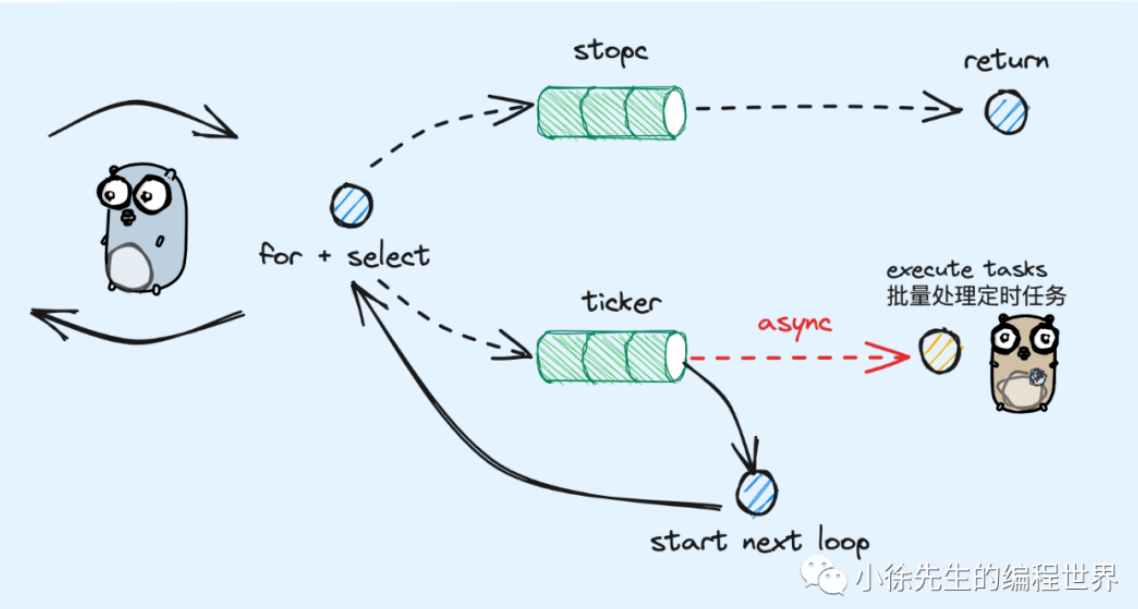 stopc
return
for + select
ticker
async
execute tasks
批量处理定时任务
start next loop
小徐先生的编程世界